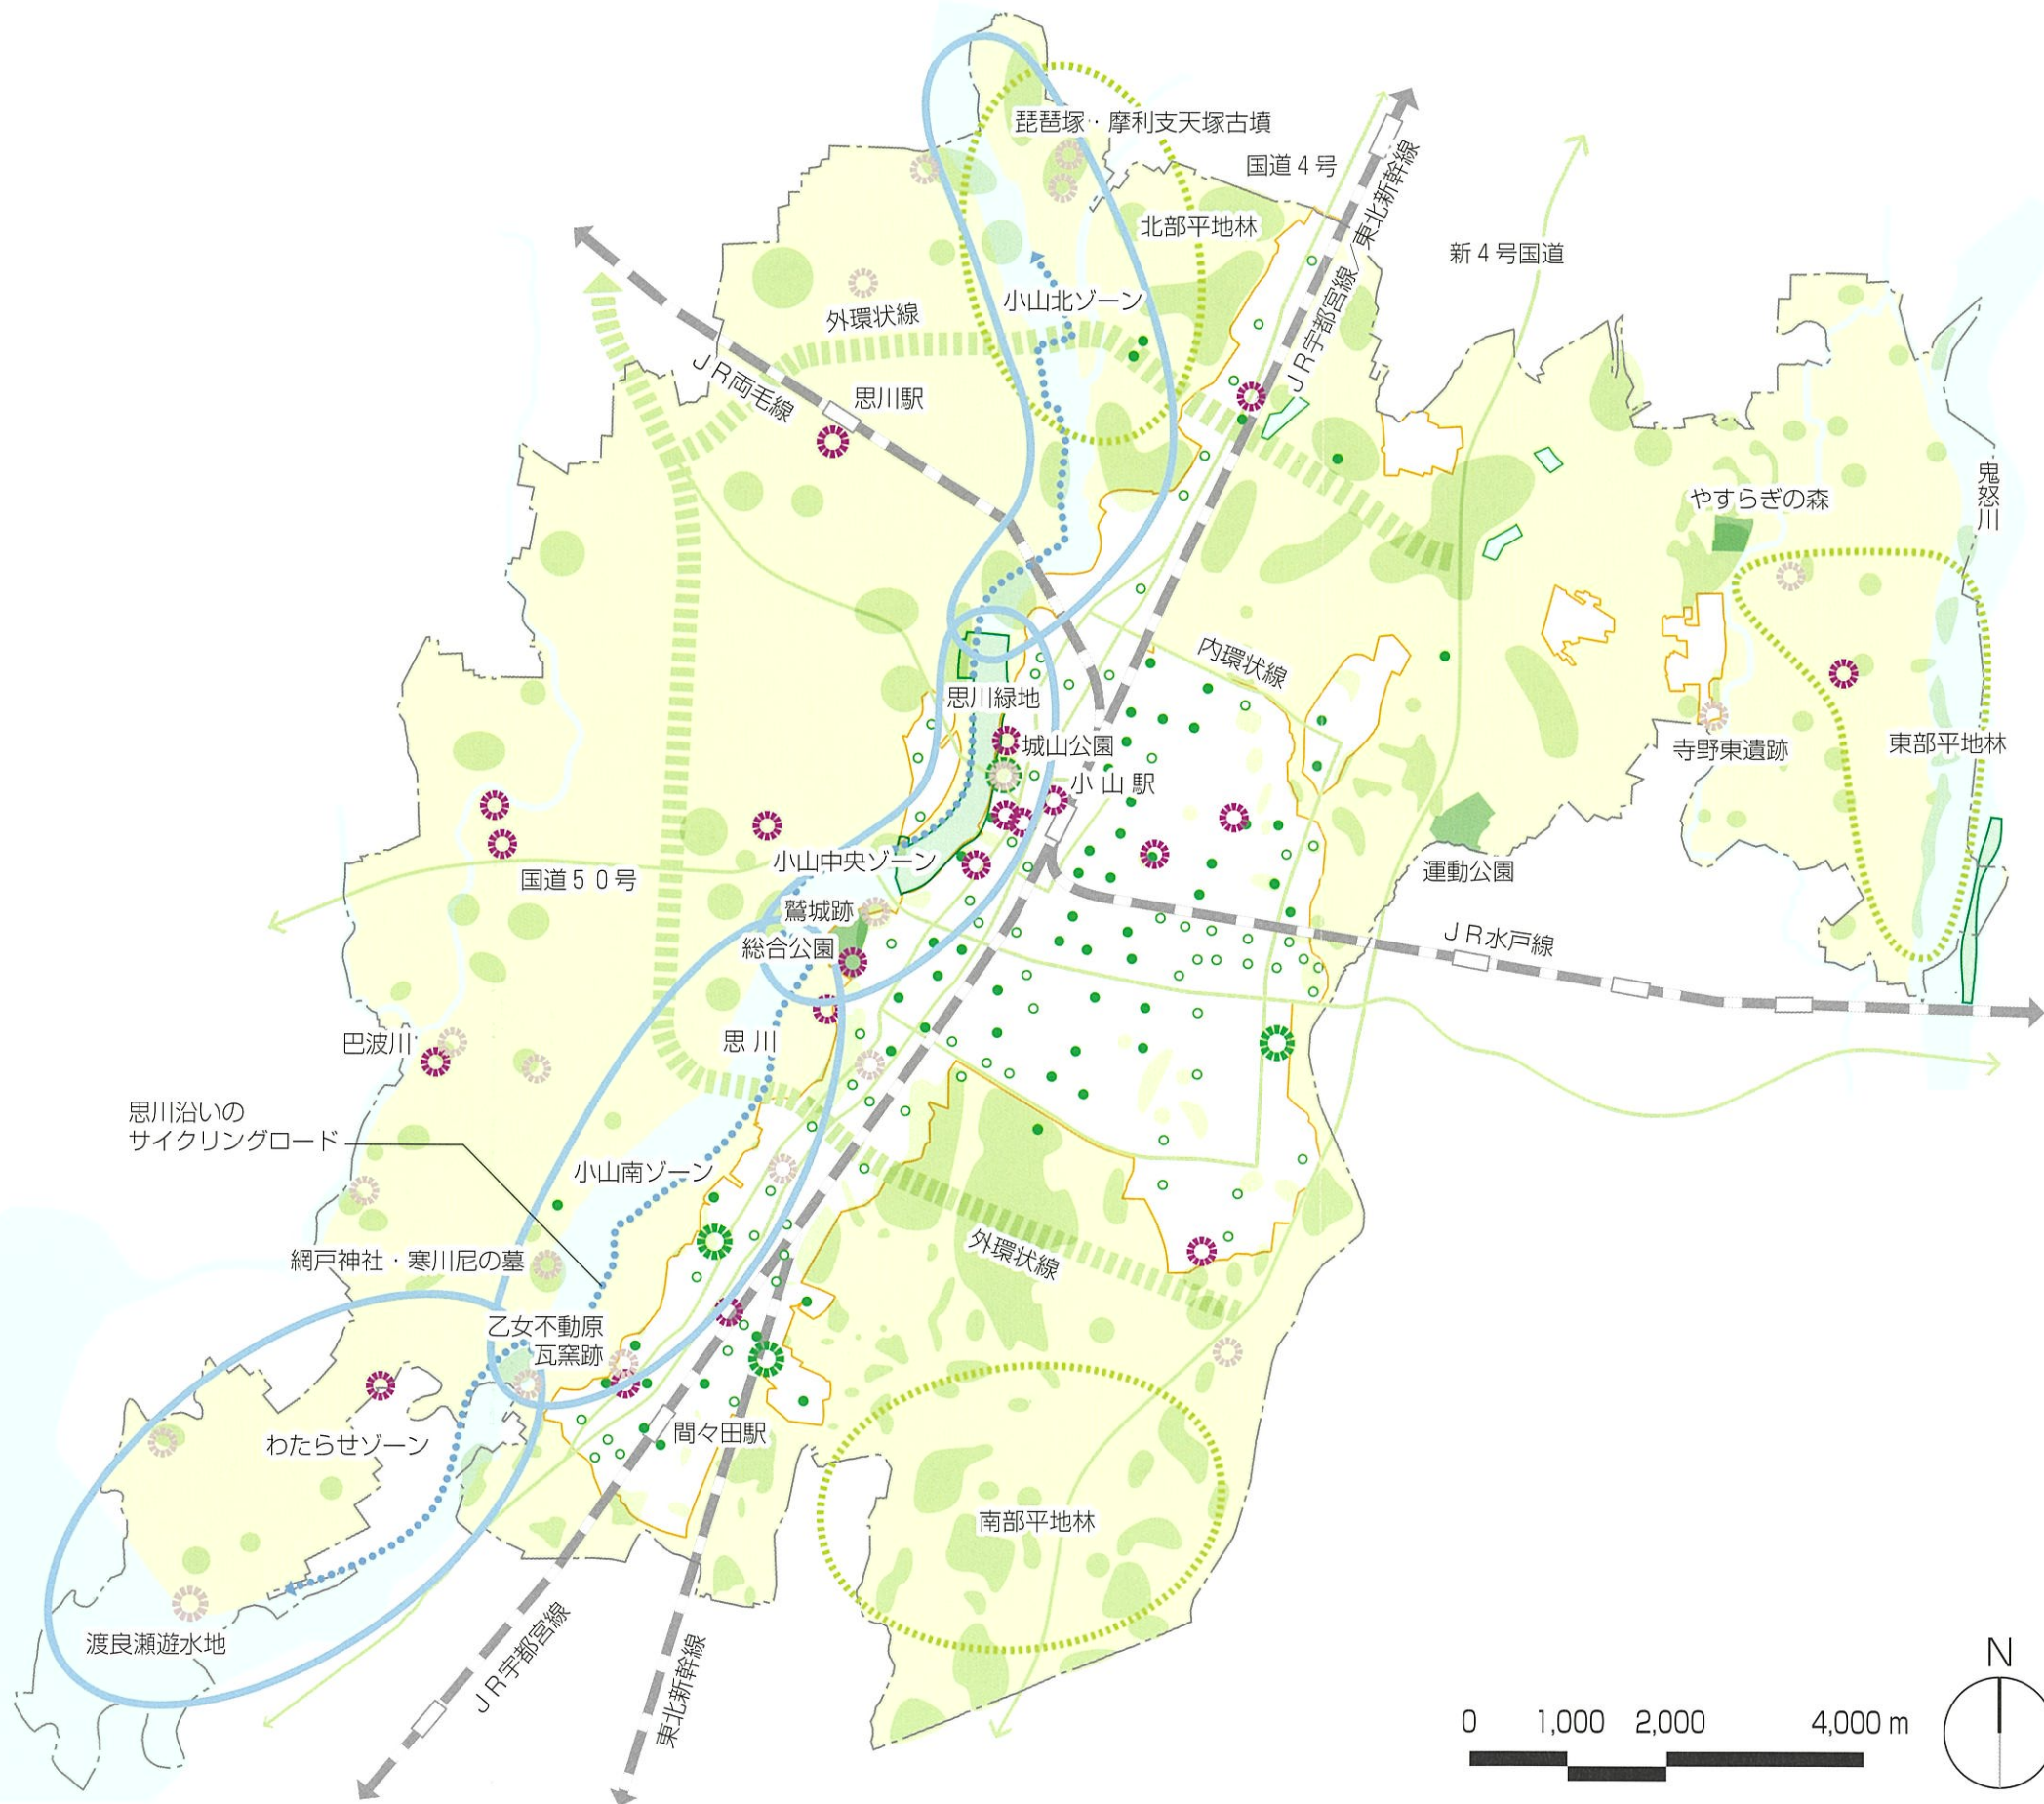 琵琶塚・摩利支天塚古墳
国道4号
JR宇都宮線/東北新幹線
北部平地林
新4号国道
小山北ゾーン
外環状線
JR両毛線
思川駅
鬼怒川
やすらぎの森
内環状線
思川緑地
城山公園
寺野東遺跡
東部平地林
小山駅
小山中央ゾーン
国道50号
運動公園
鷲城跡
総合公園
JR水戸線
巴波川
思川
思川沿いの
サイクリングロード
小山南ゾーン
外環状線
網戸神社・寒川尼の墓
乙女不動原
瓦窯跡
わたらせゾーン
間々田駅
南部平地林
渡良瀬遊水地
JR宇都宮線
東北新幹線
N
0 1,000 2,000 4,000 m